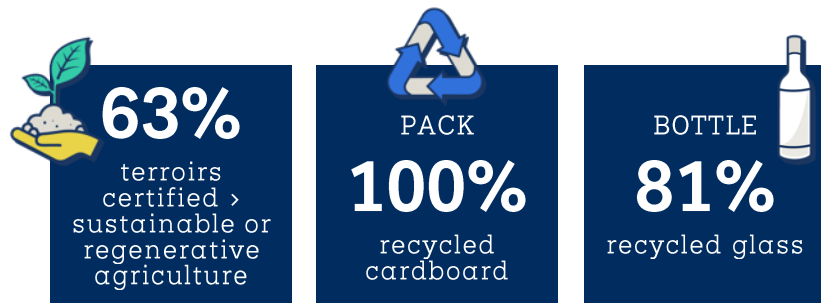 63%
terroirs
certified >
sustainable or
regenerative
agriculture
PACK
100%
recycled
cardboard
BOTTLE
81%
recycled glass